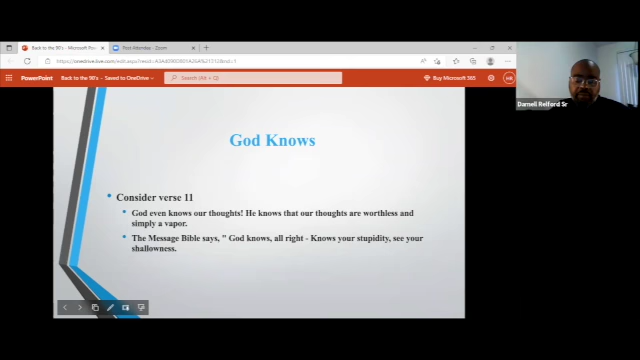 Back to the 90's - Microsoft Po
Post Attendee - Zoom
PowerPoint
Back to the 90's - Saved to OneDrive
Search (Alt + Q)
Buy Microsoft 365
HR
Darnell Relford Sr
God Knows
Consider verse 11
God even knows our thoughts! He knows that our thoughts are worthless and
simply a vapor.
The Message Bible says, " God knows, all right - Knows your stupidity, see your
shallowness.